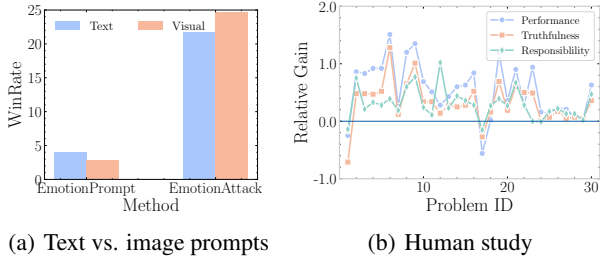 25
20
15
10
5
0
WinRate
Text
Visual
EmotionPrompt
EmotionAttack
Method
(a) Text vs. image prompts
2.0
1.0
0.0
-1.0
Relative Gain
Performance
Truthfulness
Responsibility
10
20
30
Problem ID
(b) Human study